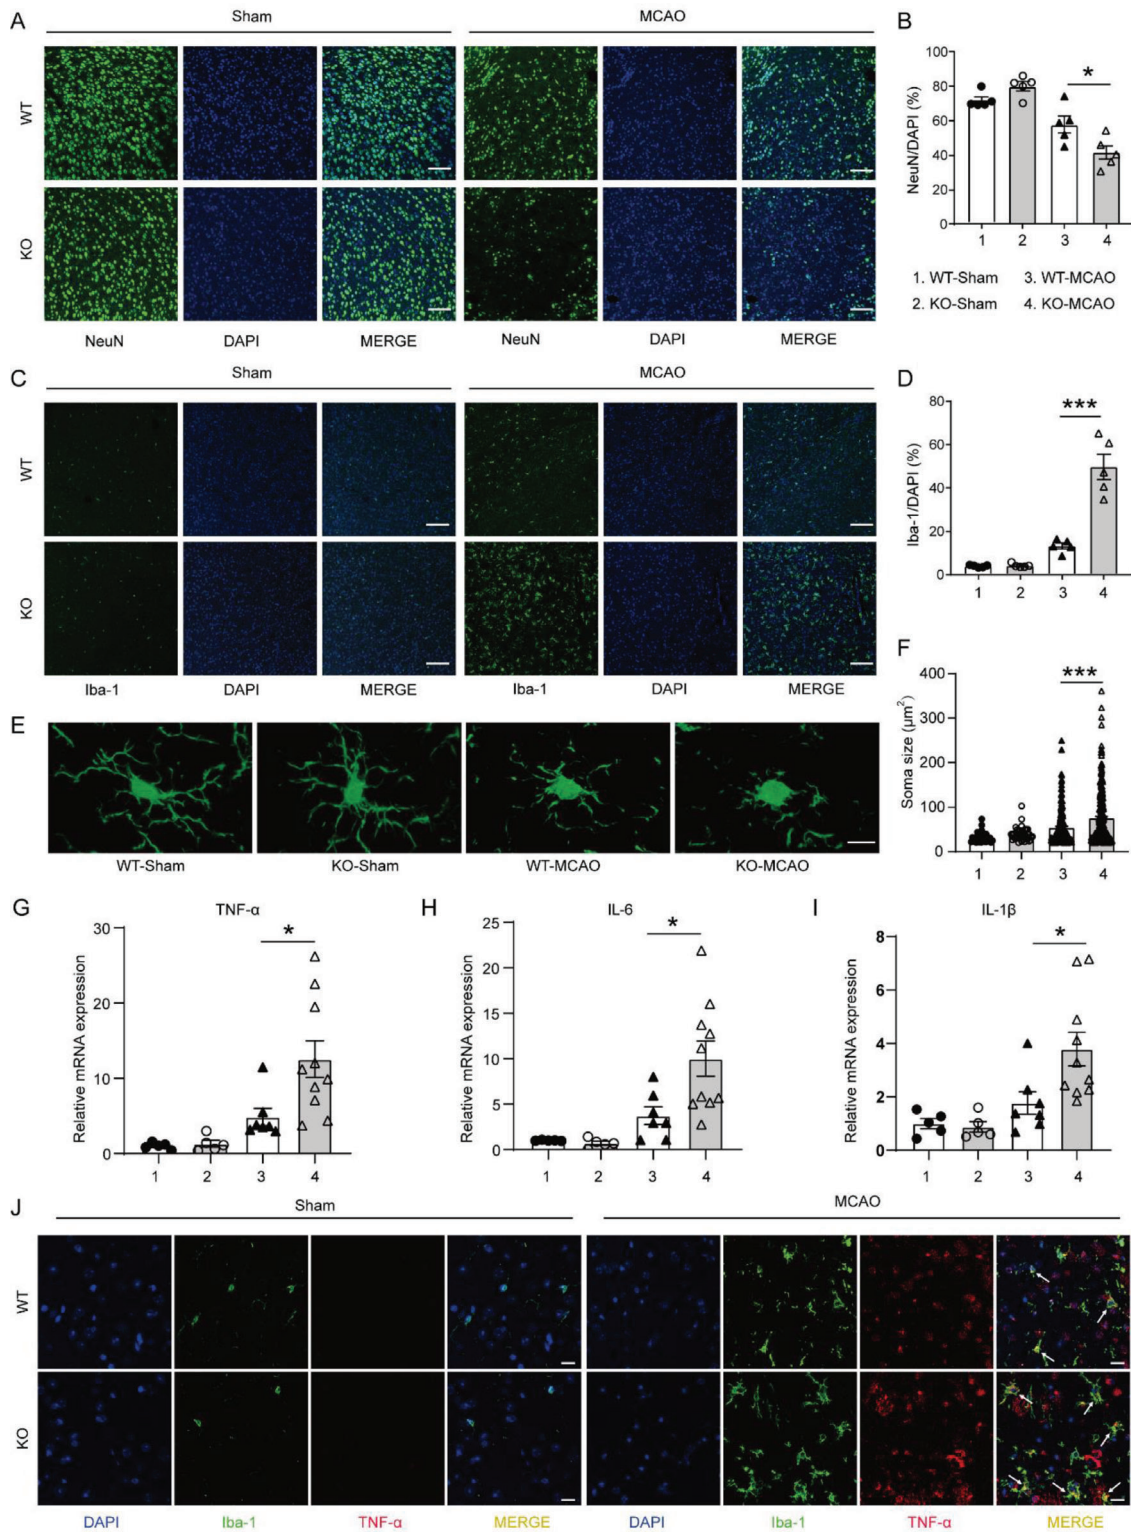 A
Sham
MCAO
WT
KO
NeuN
DAPI
MERGE
NeuN
DAPI
MERGE
B
NeuN/DAPI (%)
100
80
60
40
20
0
*
1
2
3
4
1. WT-Sham
3. WT-MCAO
2. KO-Sham
4. KO-MCAO
C
Sham
MCAO
WT
KO
Iba-1
DAPI
MERGE
Iba-1
DAPI
MERGE
D
Iba-1/DAPI (%)
80
60
40
20
0
***
1
2
3
4
E
WT-Sham
KO-Sham
WT-MCAO
KO-MCAO
F
Soma size (µm²)
400
300
200
100
0
***
1
2
3
4
G
TNF-α
Relative mRNA expression
30
20
10
0
*
1
2
3
4
H
IL-6
Relative mRNA expression
25
20
15
10
5
0
*
1
2
3
4
I
IL-1β
Relative mRNA expression
8
6
4
2
0
*
1
2
3
4
J
Sham
MCAO
WT
KO
DAPI
Iba-1
TNF-α
MERGE
DAPI
Iba-1
TNF-α
MERGE